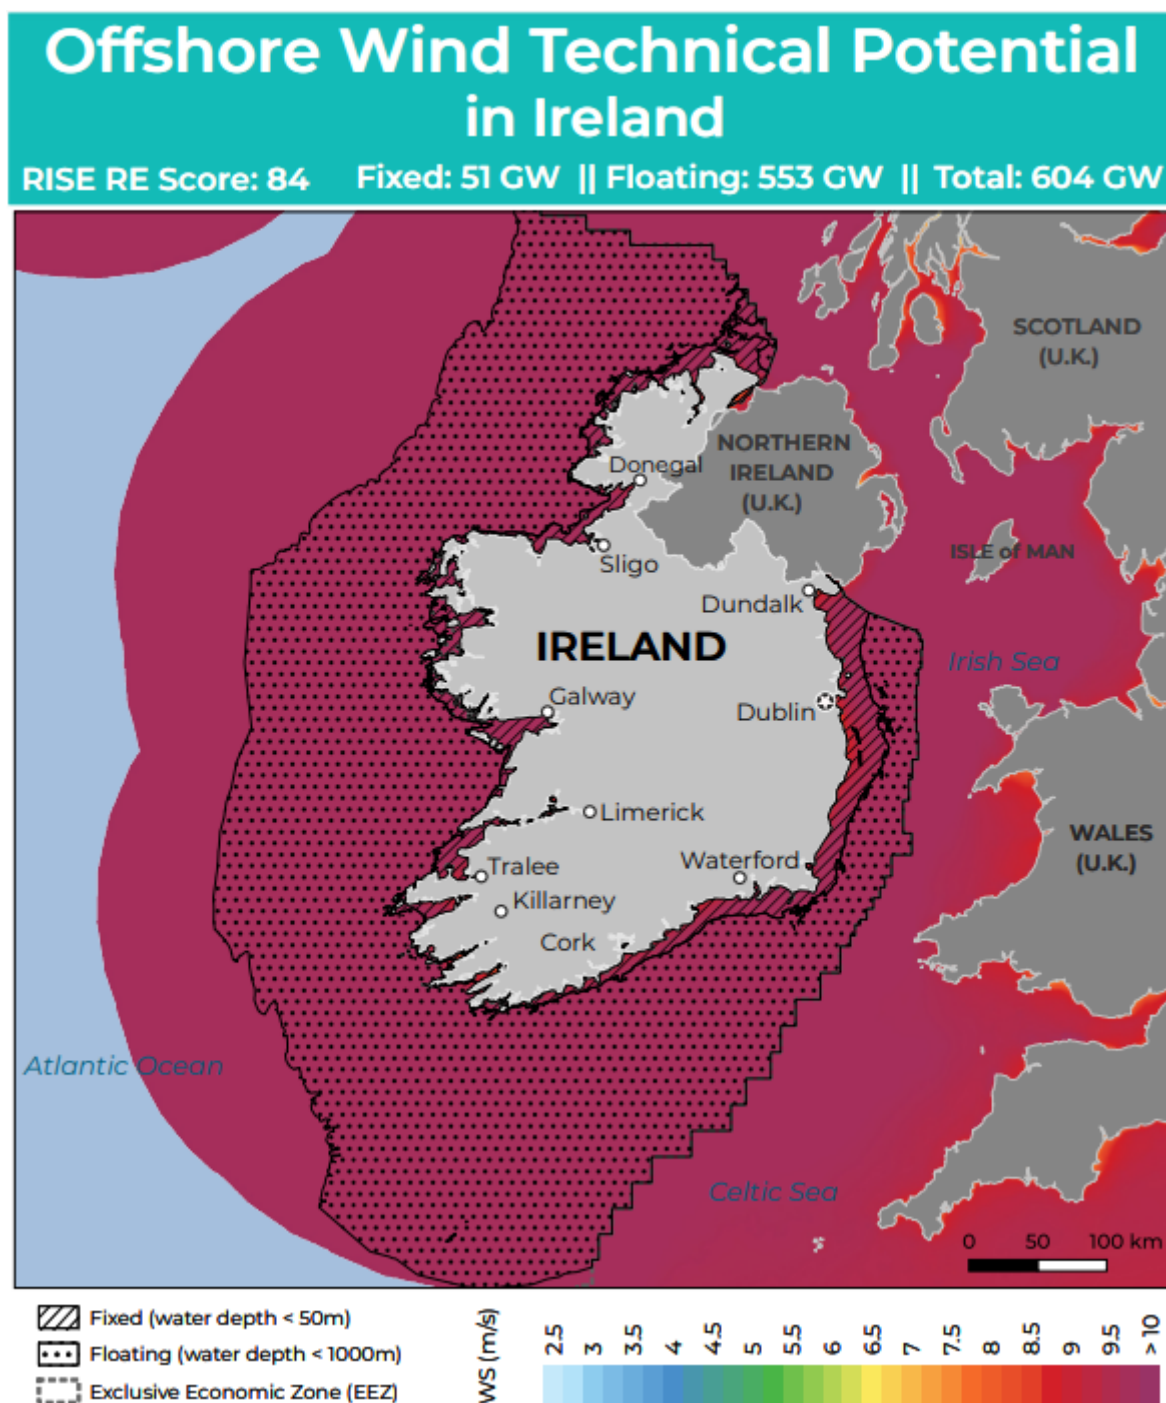 Offshore Wind Technical Potential
in Ireland
RISE RE Score: 84 Fixed: 51 GW || Floating: 553 GW || Total: 604 GW
SCOTLAND
(U.K.)
NORTHERN
IRELAND
(U.K.)
Donegal
Sligo
ISLE of MAN
Dundalk
IRELAND
Irish Sea
Galway
Dublin
Limerick
WALES
(U.K.)
Tralee
Waterford
Killarney
Cork
Atlantic Ocean
Celtic Sea
0 50 100 km
Fixed (water depth < 50m)
Floating (water depth < 1000m)
Exclusive Economic Zone (EEZ)
WS (m/s)
2.5 3 3.5 4 4.5 5 5.5 6 6.5 7 7.5 8 8.5 9 9.5 > 10